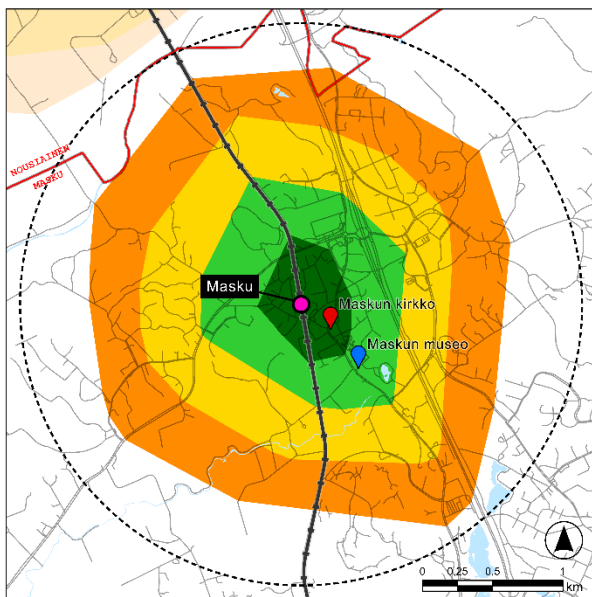 NOUSIAINEN
MASKU
Masku
Maskun kirkko
Maskun museo
0 0.25 0.5 1
km